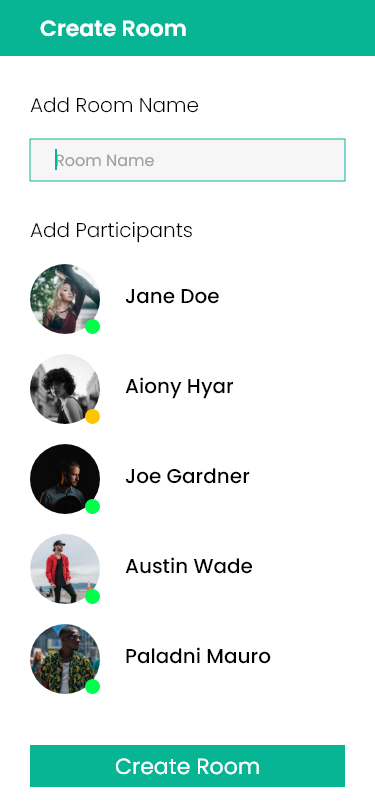 Create Room
Add Room Name
Room Name
Add Participants
Jane Doe
Aiony Hyar
Joe Gardner
Austin Wade
Paladni Mauro
Create Room